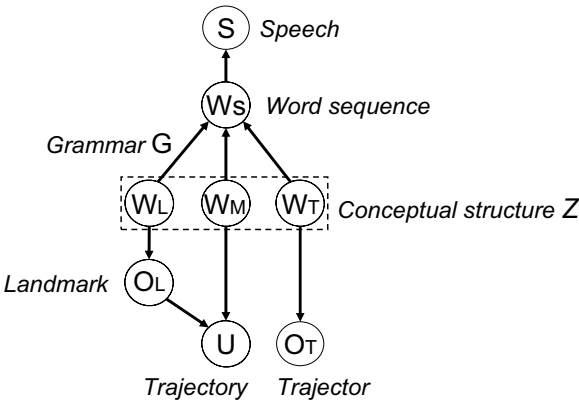 S Speech
Ws Word sequence
Grammar G
WL WM WT Conceptual structure Z
Landmark OL
U OT
Trajectory Trajector